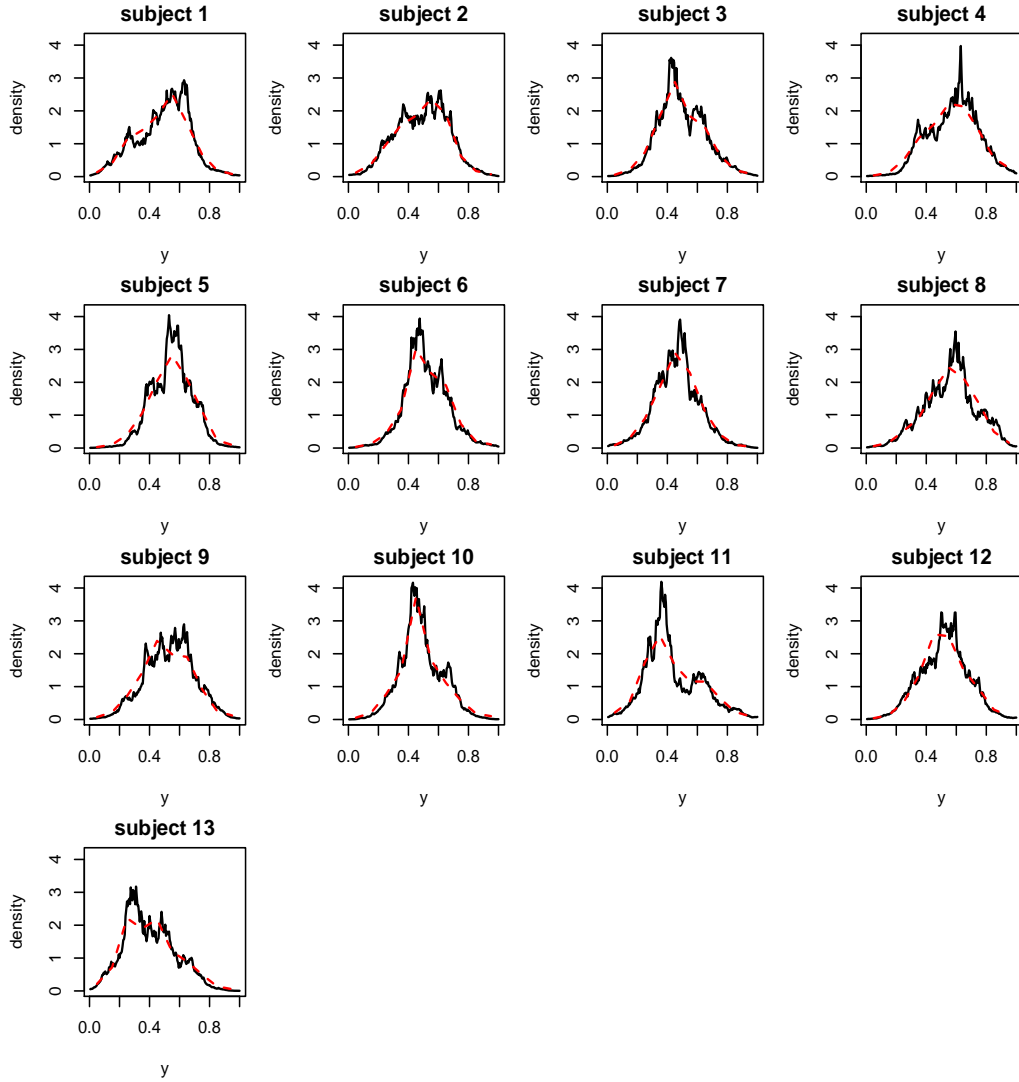 subject 1
density
0 1 2 3 4
0.0 0.4 0.8
y
subject 2
density
0 1 2 3 4
0.0 0.4 0.8
y
subject 3
density
0 1 2 3 4
0.0 0.4 0.8
y
subject 4
density
0 1 2 3 4
0.0 0.4 0.8
y
subject 5
density
0 1 2 3 4
0.0 0.4 0.8
y
subject 6
density
0 1 2 3 4
0.0 0.4 0.8
y
subject 7
density
0 1 2 3 4
0.0 0.4 0.8
y
subject 8
density
0 1 2 3 4
0.0 0.4 0.8
y
subject 9
density
0 1 2 3 4
0.0 0.4 0.8
y
subject 10
density
0 1 2 3 4
0.0 0.4 0.8
y
subject 11
density
0 1 2 3 4
0.0 0.4 0.8
y
subject 12
density
0 1 2 3 4
0.0 0.4 0.8
y
subject 13
density
0 1 2 3 4
0.0 0.4 0.8
y